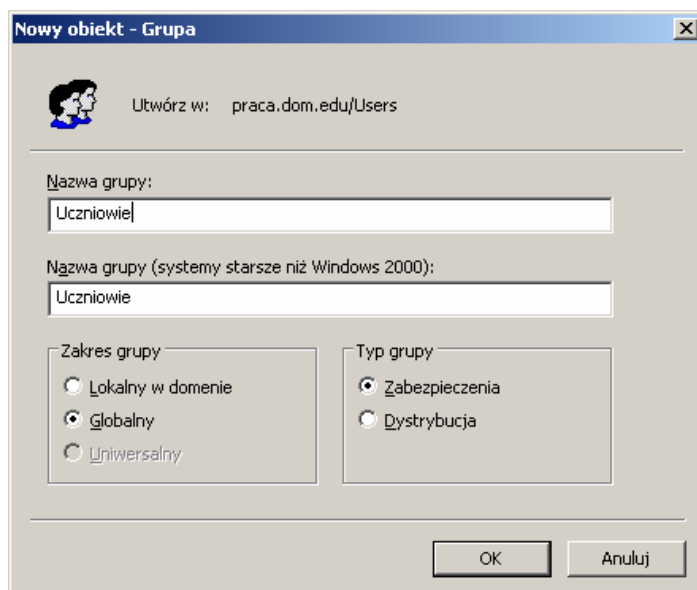 Nowy obiekt - Grupa
Utwórz w: praca.dom.edu/Users
Nazwa grupy:
Uczniowie
Nazwa grupy (systemy starsze niż Windows 2000):
Uczniowie
Zakres grupy
Lokalny w domenie
Globalny
Uniwersalny
Typ grupy
Zabezpieczenia
Dystrybucja
OK Anuluj